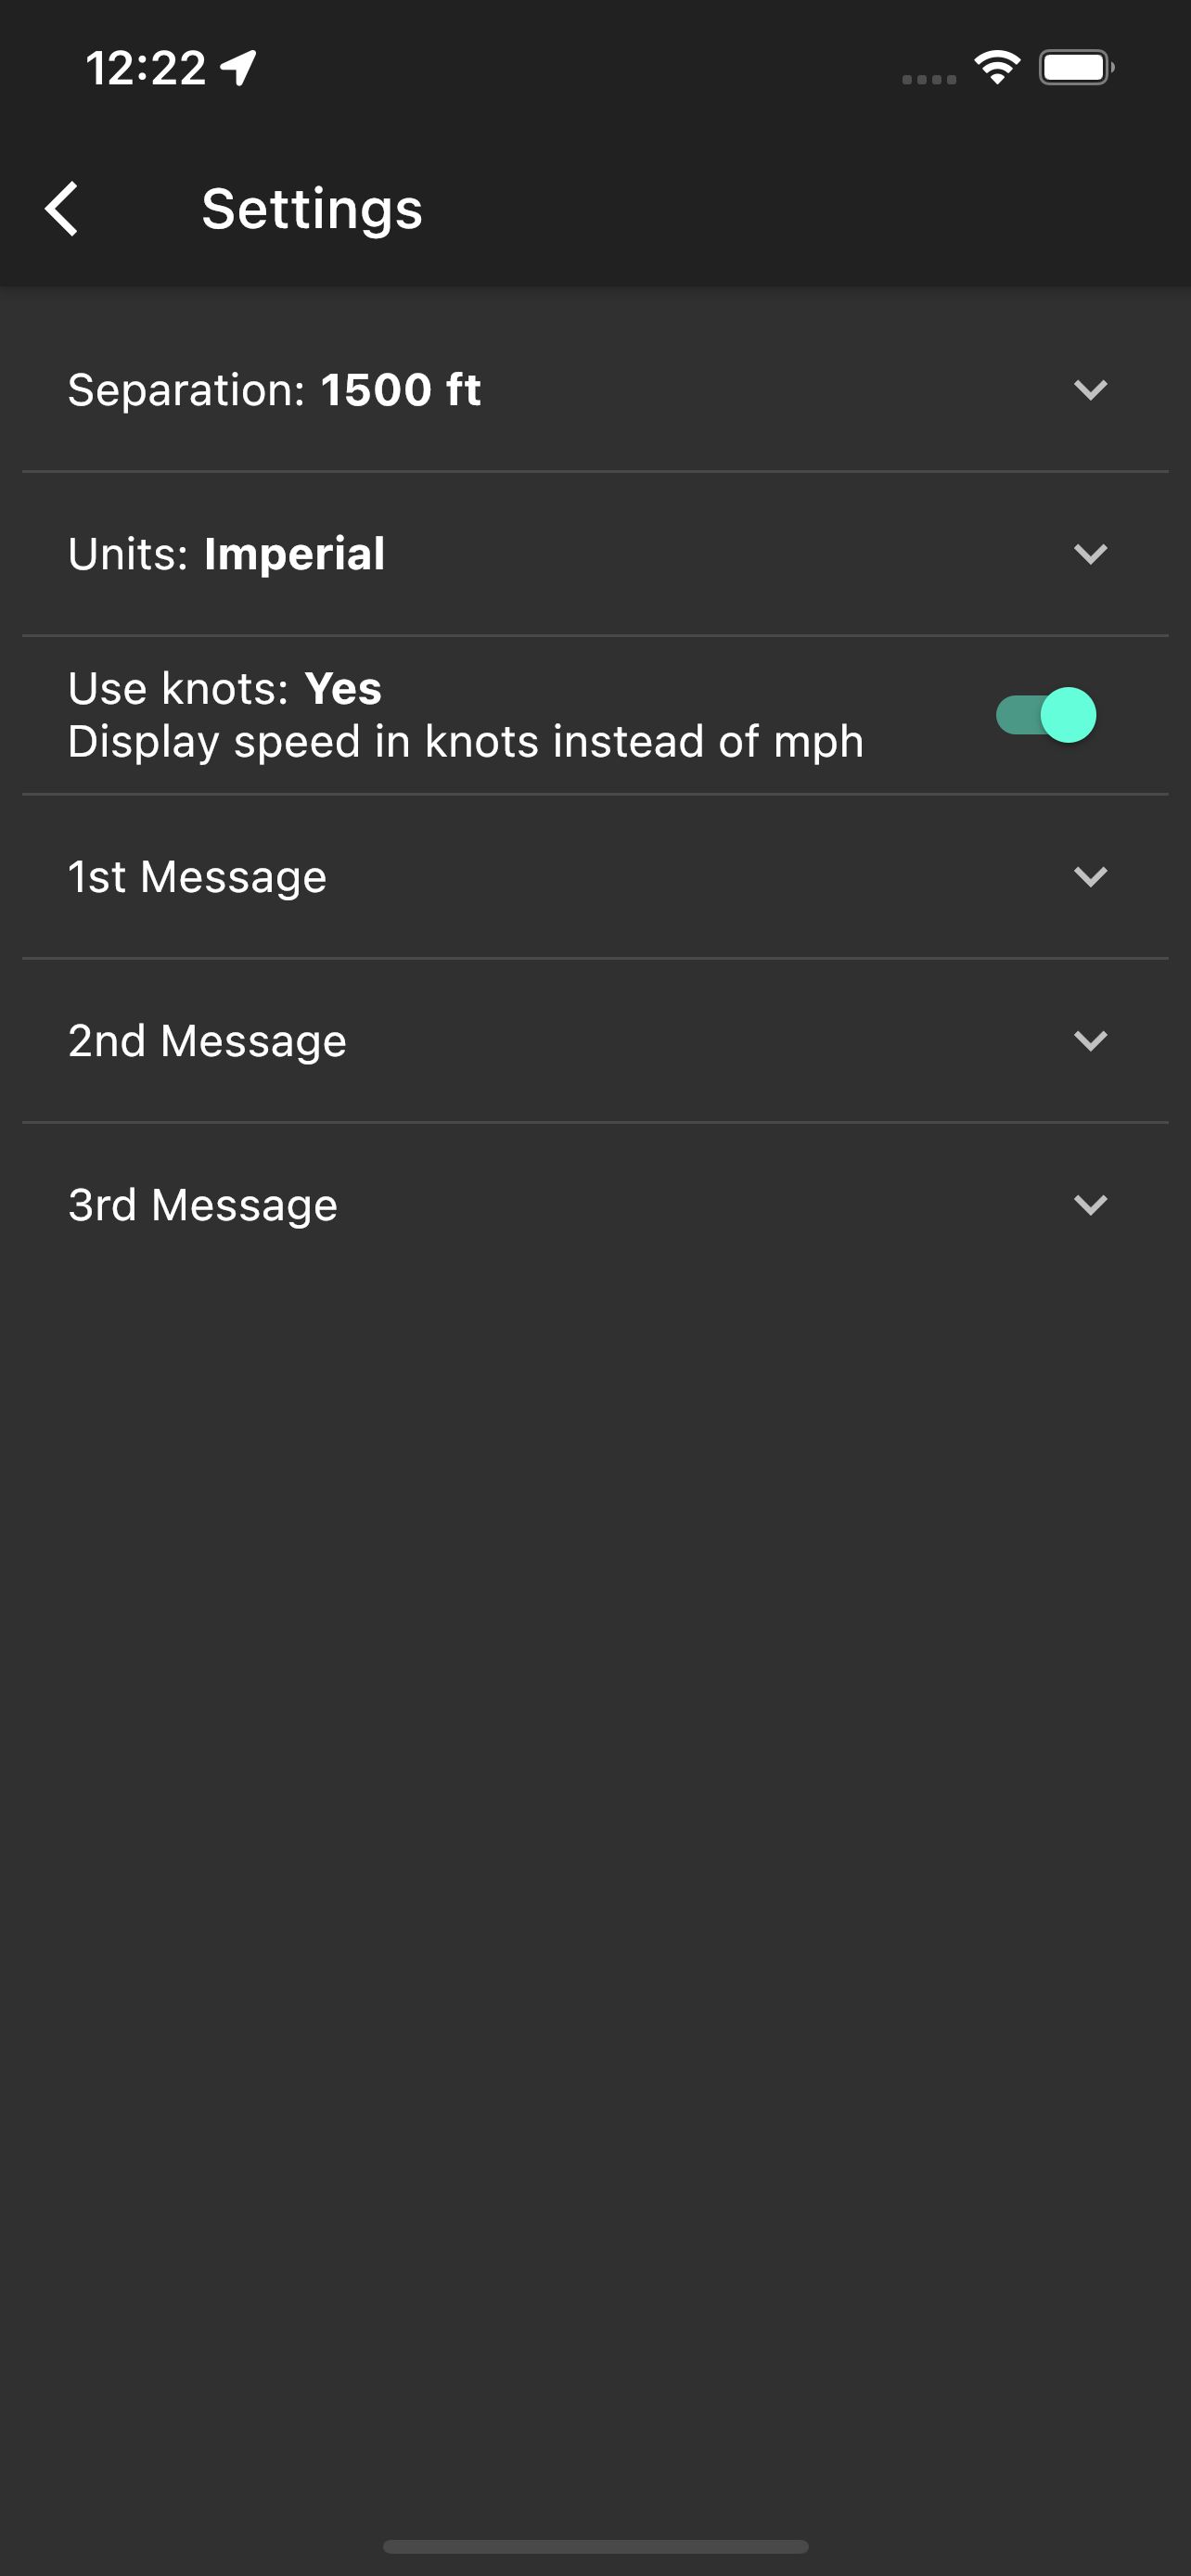 12:22
Settings
Separation: 1500 ft
Units: Imperial
Use knots: Yes
Display speed in knots instead of mph
1st Message
2nd Message
3rd Message